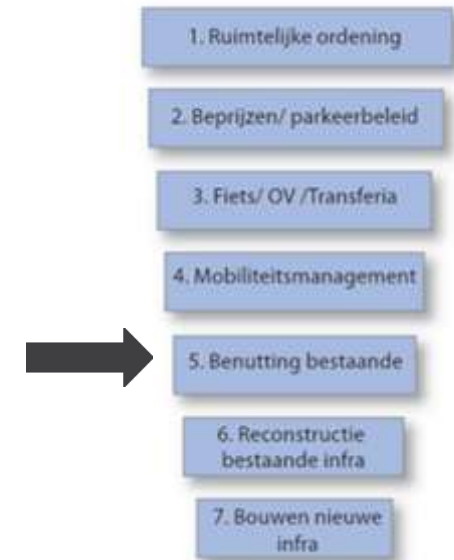 1. Ruimtelijke ordening
2. Beprijzen/ parkeerbeleid
3. Fiets/ OV /Transferia
4. Mobiliteitsmanagement
5. Benutting bestaande
6. Reconstructie
bestaande infra
7. Bouwen nieuwe
infra